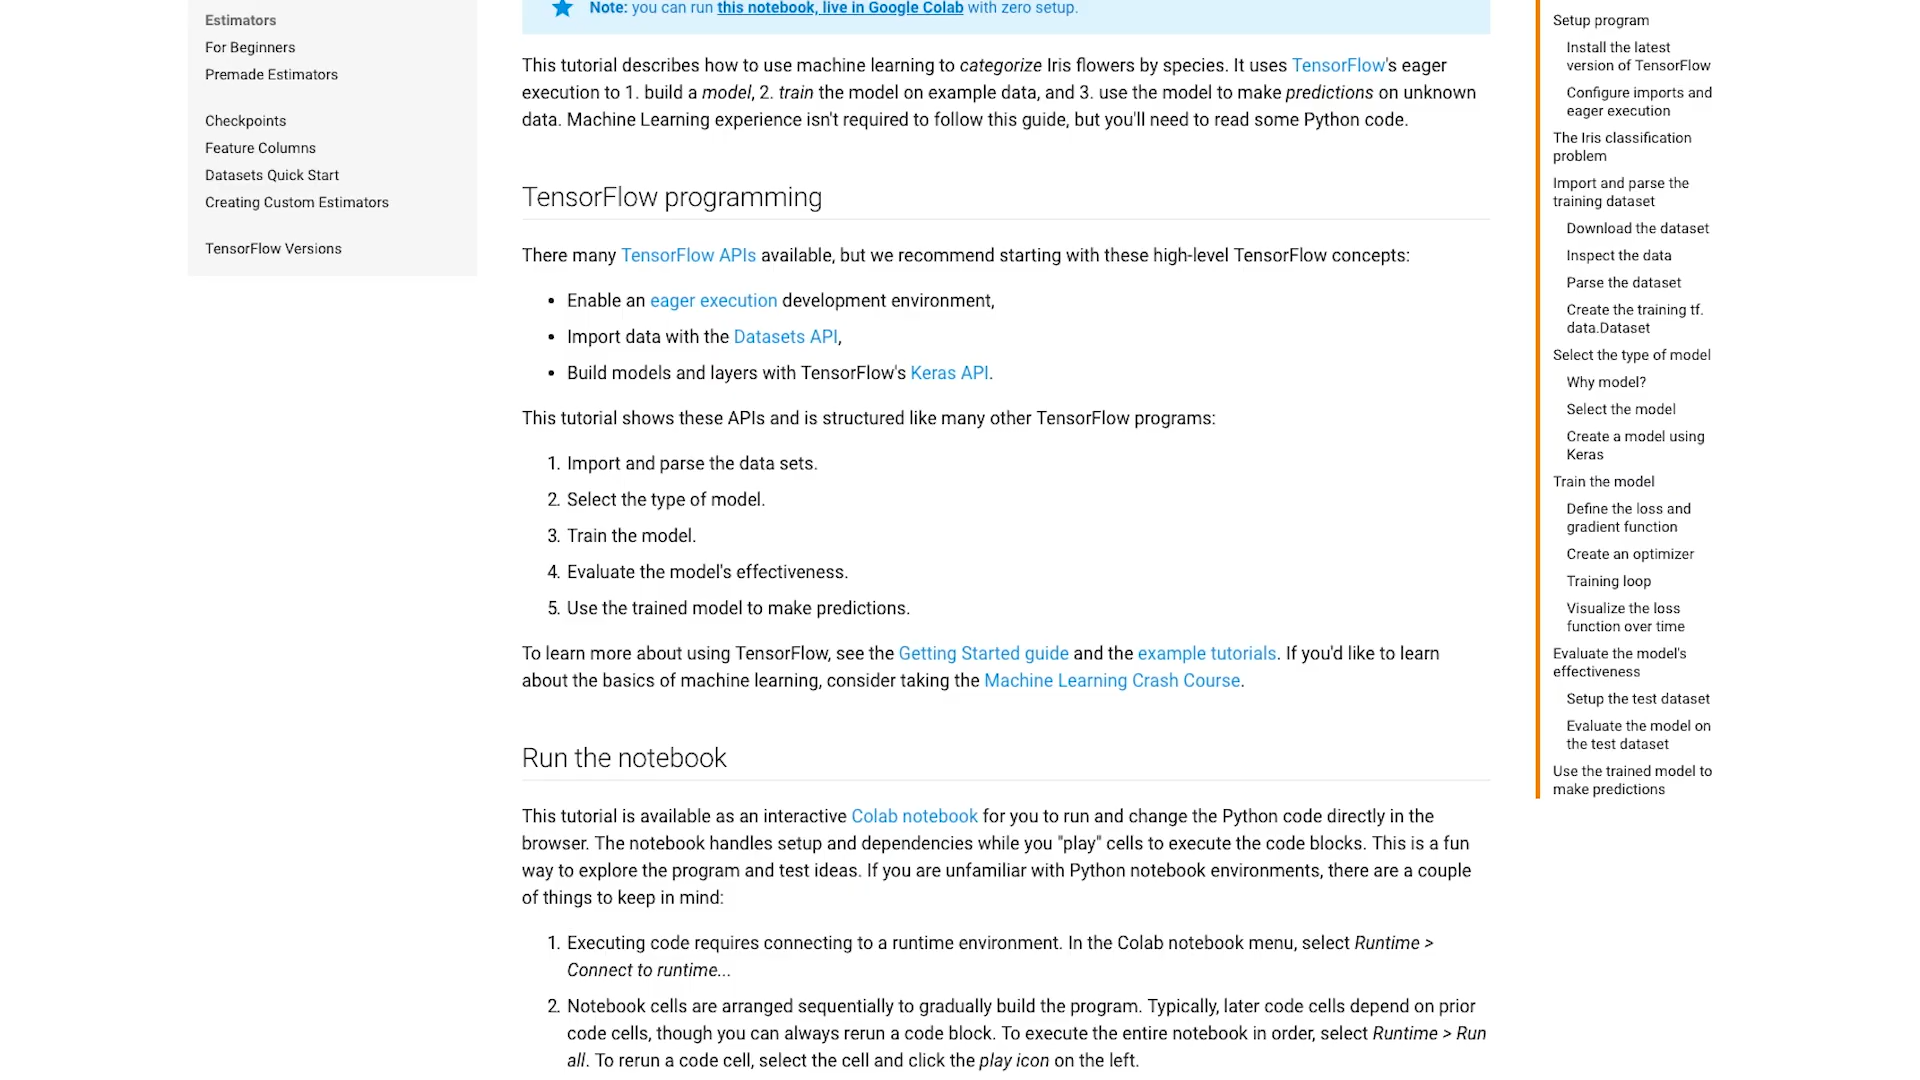 Estimators
For Beginners
Premade Estimators
Checkpoints
Feature Columns
Datasets Quick Start
Creating Custom Estimators
TensorFlow Versions
Note: you can run this notebook, live in Google Colab with zero setup.
This tutorial describes how to use machine learning to categorize Iris flowers by species. It uses TensorFlow's eager
execution to 1. build a model, 2. train the model on example data, and 3. use the model to make predictions on unknown
data. Machine Learning experience isn't required to follow this guide, but you'll need to read some Python code.
TensorFlow programming
There many TensorFlow APIs available, but we recommend starting with these high-level TensorFlow concepts:
• Enable an eager execution development environment,
• Import data with the Datasets API,
• Build models and layers with TensorFlow's Keras API.
This tutorial shows these APIs and is structured like many other TensorFlow programs:
1. Import and parse the data sets.
2. Select the type of model.
3. Train the model.
4. Evaluate the model's effectiveness.
5. Use the trained model to make predictions.
To learn more about using TensorFlow, see the Getting Started guide and the example tutorials. If you'd like to learn
about the basics of machine learning, consider taking the Machine Learning Crash Course.
Run the notebook
This tutorial is available as an interactive Colab notebook for you to run and change the Python code directly in the
browser. The notebook handles setup and dependencies while you "play" cells to execute the code blocks. This is a fun
way to explore the program and test ideas. If you are unfamiliar with Python notebook environments, there are a couple
of things to keep in mind:
1. Executing code requires connecting to a runtime environment. In the Colab notebook menu, select Runtime >
Connect to runtime...
2. Notebook cells are arranged sequentially to gradually build the program. Typically, later code cells depend on prior
code cells, though you can always rerun a code block. To execute the entire notebook in order, select Runtime > Run
all. To rerun a code cell, select the cell and click the play icon on the left.
Setup program
Install the latest
version of TensorFlow
Configure imports and
eager execution
The Iris classification
problem
Import and parse the
training dataset
Download the dataset
Inspect the data
Parse the dataset
Create the training tf.
data.Dataset
Select the type of model
Why model?
Select the model
Create a model using
Keras
Train the model
Define the loss and
gradient function
Create an optimizer
Training loop
Visualize the loss
function over time
Evaluate the model's
effectiveness
Setup the test dataset
Evaluate the model on
the test dataset
Use the trained model to
make predictions